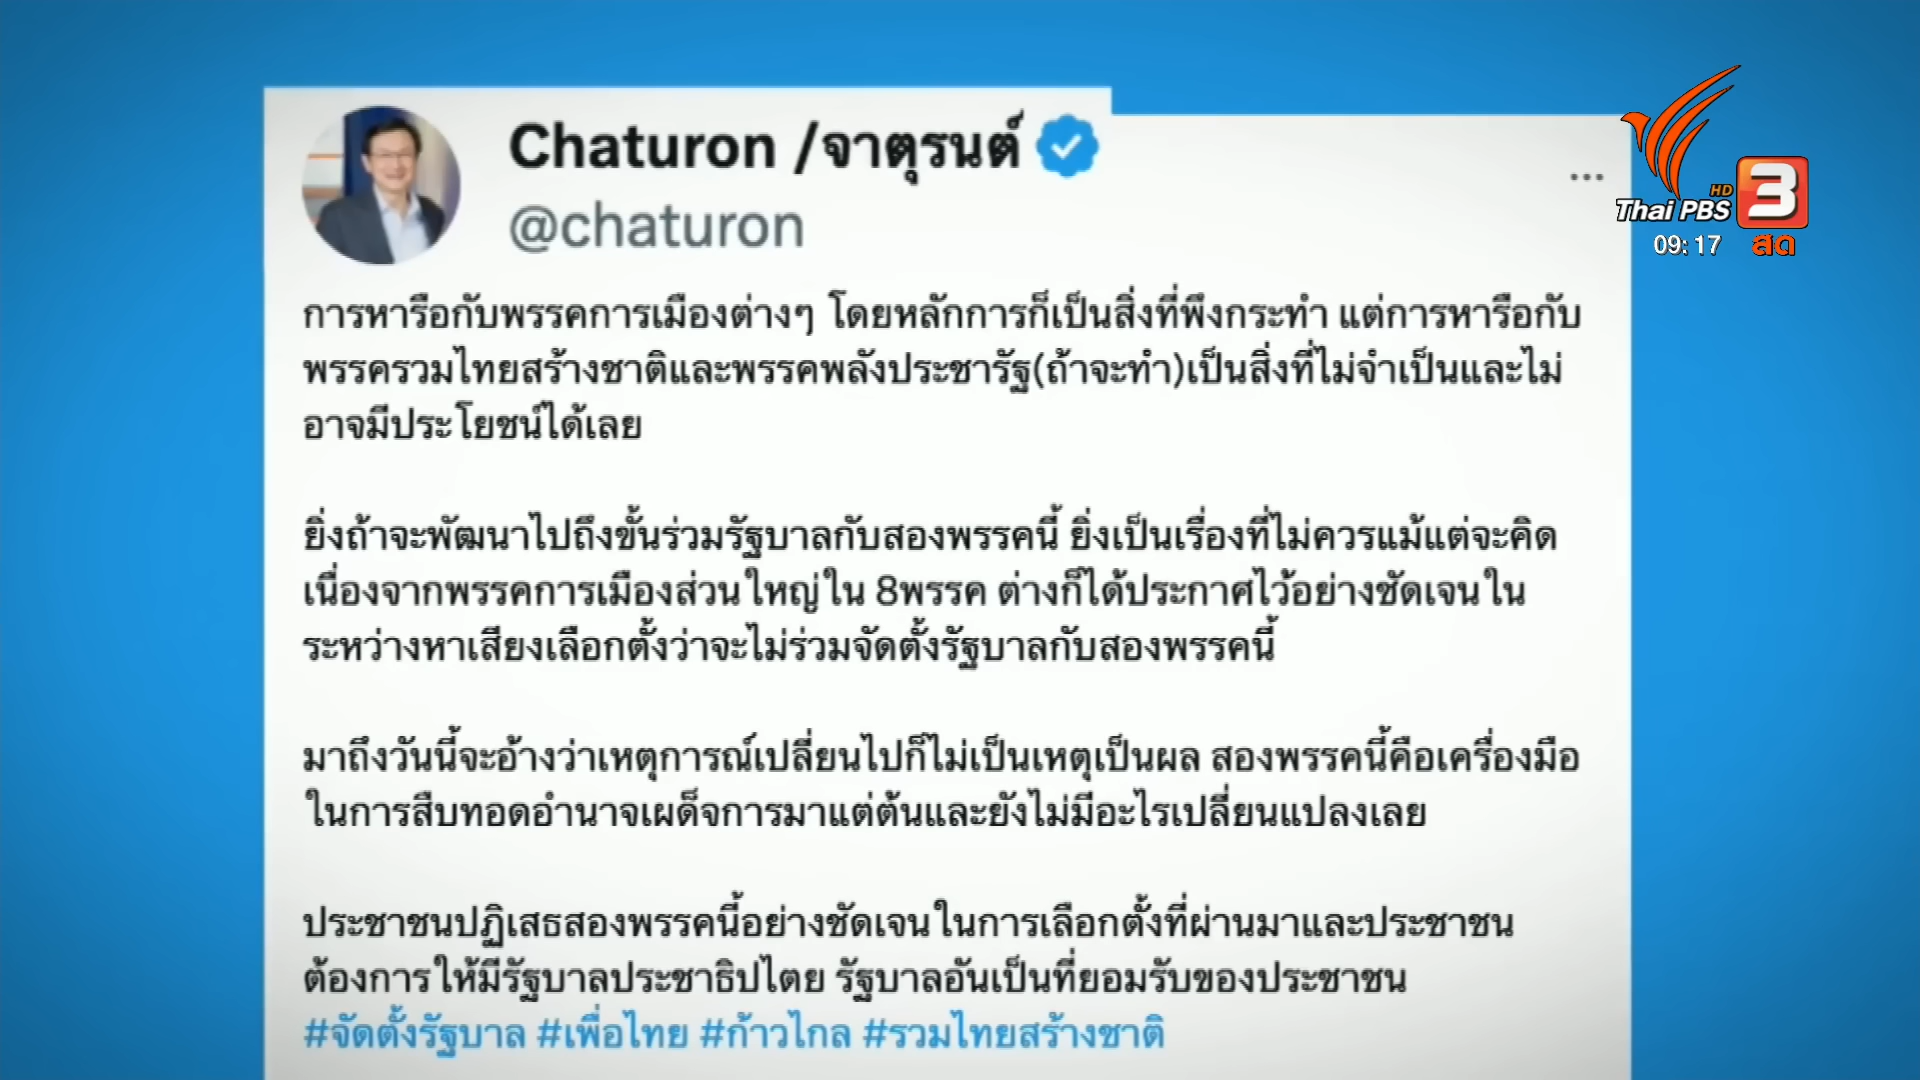 Chaturon /จาตุรนต์
@chaturon
...
HD
Thai PBS 3
09:17 สด
การหารือกับพรรคการเมืองต่างๆ โดยหลักการก็เป็นสิ่งที่พึงกระทำ แต่การหารือกับ
พรรครวมไทยสร้างชาติและพรรคพลังประชารัฐ(ถ้าจะทำ)เป็นสิ่งที่ไม่จำเป็นและไม่
อาจมีประโยชน์ได้เลย
ยิ่งถ้าจะพัฒนาไปถึงขั้นร่วมรัฐบาลกับสองพรรคนี้ ยิ่งเป็นเรื่องที่ไม่ควรแม้แต่จะคิด
เนื่องจากพรรคการเมืองส่วนใหญ่ใน 8พรรค ต่างก็ได้ประกาศไว้อย่างชัดเจนใน
ระหว่างหาเสียงเลือกตั้งว่าจะไม่ร่วมจัดตั้งรัฐบาลกับสองพรรคนี้
มาถึงวันนี้จะอ้างว่าเหตุการณ์เปลี่ยนไปก็ไม่เป็นเหตุเป็นผล สองพรรคนี้คือเครื่องมือ
ในการสืบทอดอำนาจเผด็จการมาแต่ต้นและยังไม่มีอะไรเปลี่ยนแปลงเลย
ประชาชนปฏิเสธสองพรรคนี้อย่างชัดเจนในการเลือกตั้งที่ผ่านมาและประชาชน
ต้องการให้มีรัฐบาลประชาธิปไตย รัฐบาลอันเป็นที่ยอมรับของประชาชน
#จัดตั้งรัฐบาล #เพื่อไทย #ก้าวไกล #รวมไทยสร้างชาติ